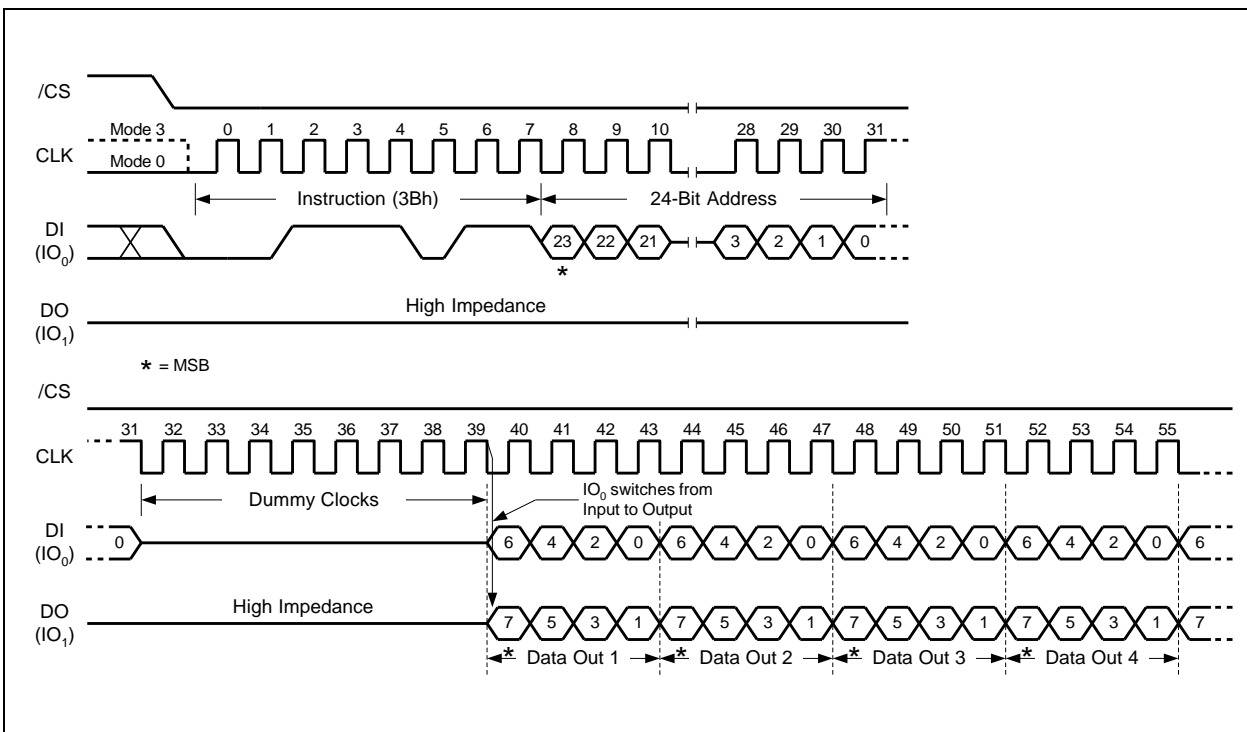 /CS
Mode 3 0 1 2 3 4 5 6 7 8 9 10 28 29 30 31
CLK
Mode 0
Instruction (3Bh) 24-Bit Address
DI
(IO0)
23 22 21 3 2 1 0
*
DO
(IO1)
High Impedance
* = MSB
/CS
31 32 33 34 35 36 37 38 39 40 41 42 43 44 45 46 47 48 49 50 51 52 53 54 55
CLK
Dummy Clocks
IO0 switches from
Input to Output
DI
(IO0)
0 6 4 2 0 6 4 2 0 6 4 2 0 6 4 2 0 6
DO
(IO1)
High Impedance
7 5 3 1 7 5 3 1 7 5 3 1 7 5 3 1 7
* Data Out 1 * Data Out 2 * Data Out 3 * Data Out 4